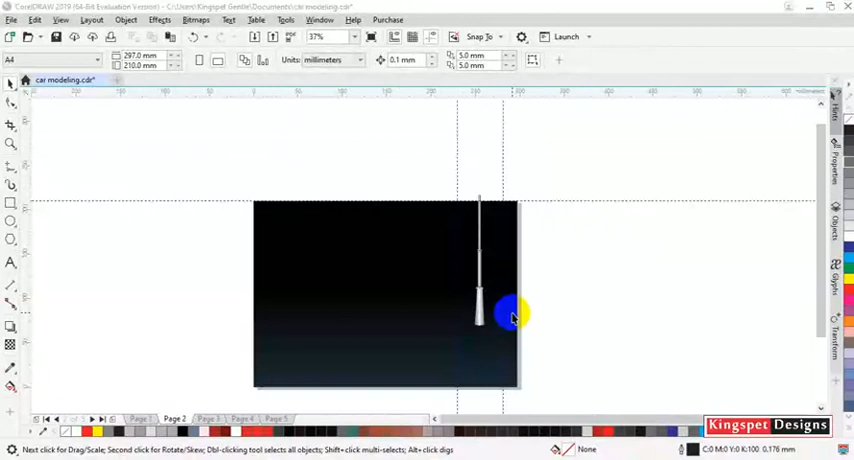 CorelDRAW 2019 (64-Bit Evaluation Version) - C:\Users\Kingspet Gentle\Documents\car modeling.cdr*
File Edit View Layout Object Effects Bitmaps Text Table Tools Window Help Purchase
PDF 37% Snap To Launch
A4 297.0 mm Units: millimeters 0.1 mm 5.0 mm
210.0 mm 5.0 mm
car modeling.cdr*
millimeters
Hints
Properties
Objects
Glyphs
Transform
Page 1 Page 2 Page 3 Page 4 Page 5
Kingspet Designs
Next click for Drag/Scale; Second click for Rotate/Skew; Dbl-clicking tool selects all objects; Shift+click multi-selects; Alt+click digs None C:0 M:0 Y:0 K:100 0.176 mm